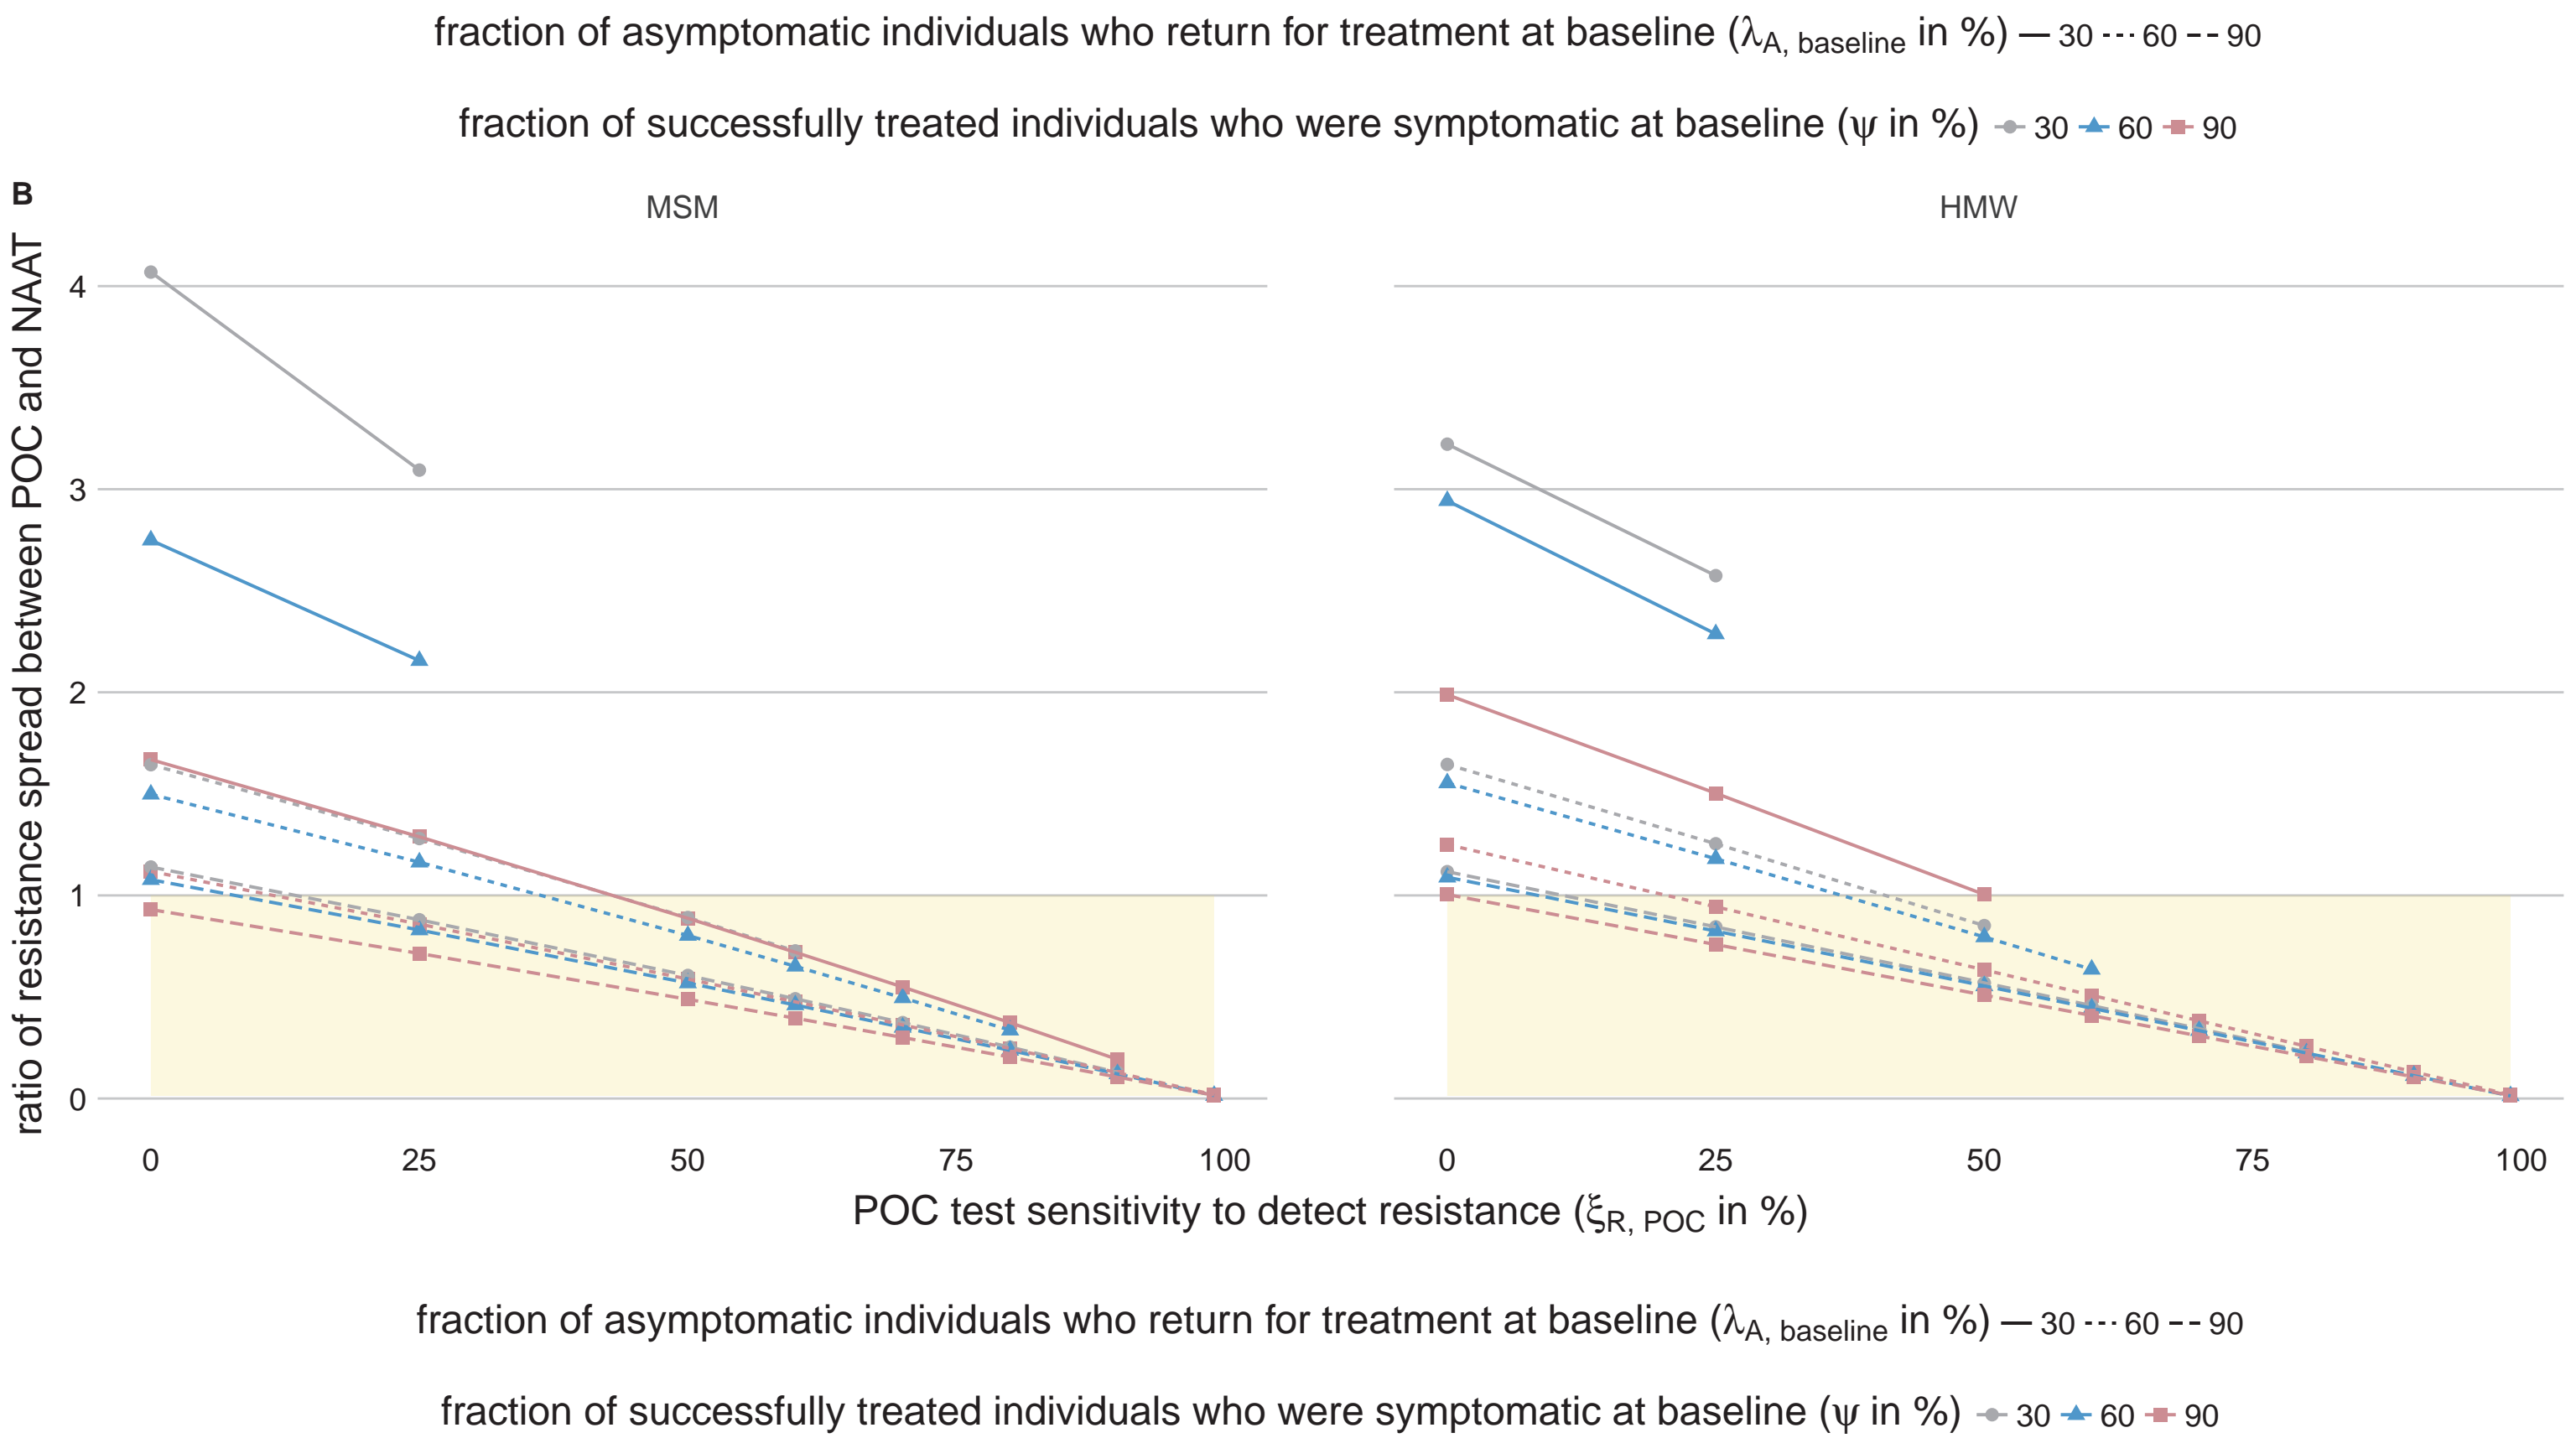 fraction of asymptomatic individuals who return for treatment at baseline (λA, baseline in %) 30 60 90
fraction of successfully treated individuals who were symptomatic at baseline (ψ in %) 30 60 90
B
MSM
HMW
ratio of resistance spread between POC and NAAT
4
3
2
1
0
0 25 50 75 100
0 25 50 75 100
POC test sensitivity to detect resistance (ξR, POC in %)
fraction of asymptomatic individuals who return for treatment at baseline (λA, baseline in %) 30 60 90
fraction of successfully treated individuals who were symptomatic at baseline (ψ in %) 30 60 90